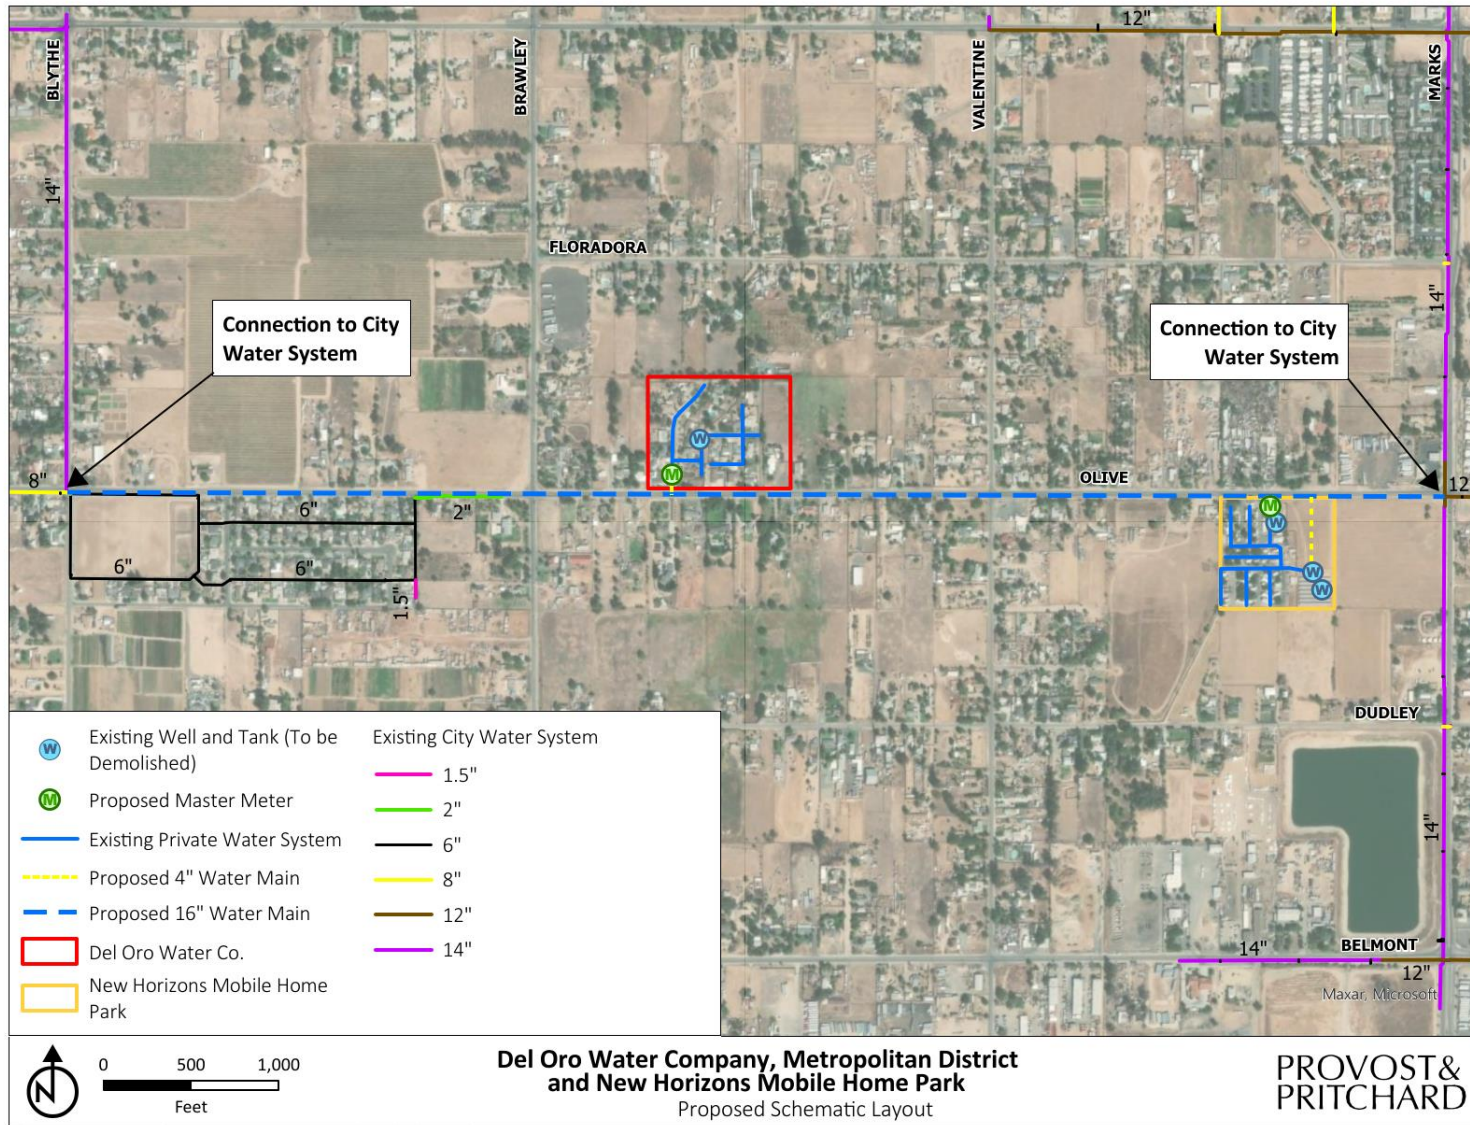 12"
BLYTHE
BRAWLEY
VALENTINE
MARKS
14"
FLORADORA
14"
Connection to City
Water System
Connection to City
Water System
W
M
8"
OLIVE
12
6"
2"
M
W
6"
6"
W
W
1.5"
DUDLEY
14"
BELMONT
14"
12"
Maxar, Microsoft
W
Existing Well and Tank (To be
Demolished)
M
Proposed Master Meter
Existing Private Water System
Proposed 4" Water Main
Proposed 16" Water Main
Del Oro Water Co.
New Horizons Mobile Home
Park
Existing City Water System
1.5"
2"
6"
8"
12"
14"
N
0 500 1,000
Feet
Del Oro Water Company, Metropolitan District
and New Horizons Mobile Home Park
Proposed Schematic Layout
PROVOST&
PRITCHARD